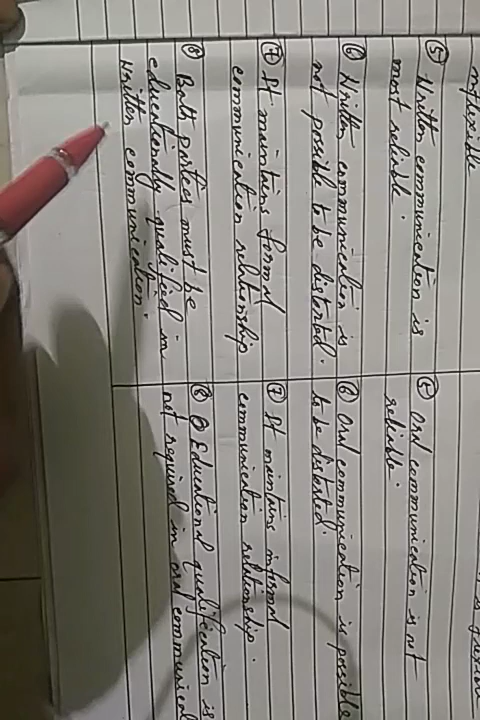 inflexible
⑤ Written communication is
most reliable.
⑥ Written communication is
not possible to be distorted.
⑦ It maintains formal
communication relationship
⑧ Both parties must be
educationally qualified in
written communication.
⑤ Oral communication is not
reliable.
⑥ Oral communication is possible
to be distorted.
⑦ It maintains informal
communication relationship.
⑧ Educational qualification is
not required in oral communicat